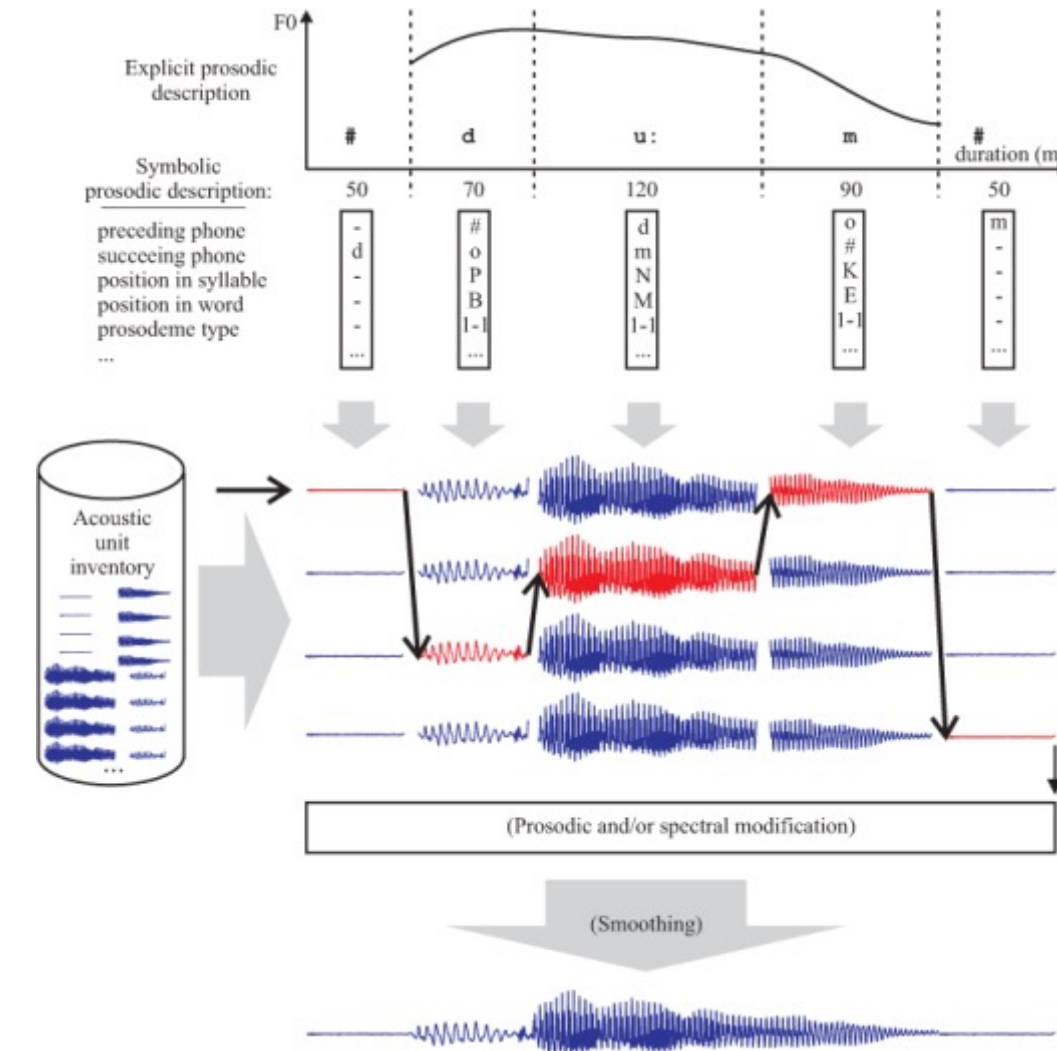 F0
Explicit prosodic
description
# d u: m #
duration (m
Symbolic
prosodic description:
50 70 120 90 50
preceding phone - # d o m
succeeing phone d o m # -
position in syllable - P N K -
position in word - B M E -
prosodeme type - 1-1 1-1 1-1 -
... ... ... ... ... ...
Acoustic
unit
inventory
...
(Prosodic and/or spectral modification)
(Smoothing)